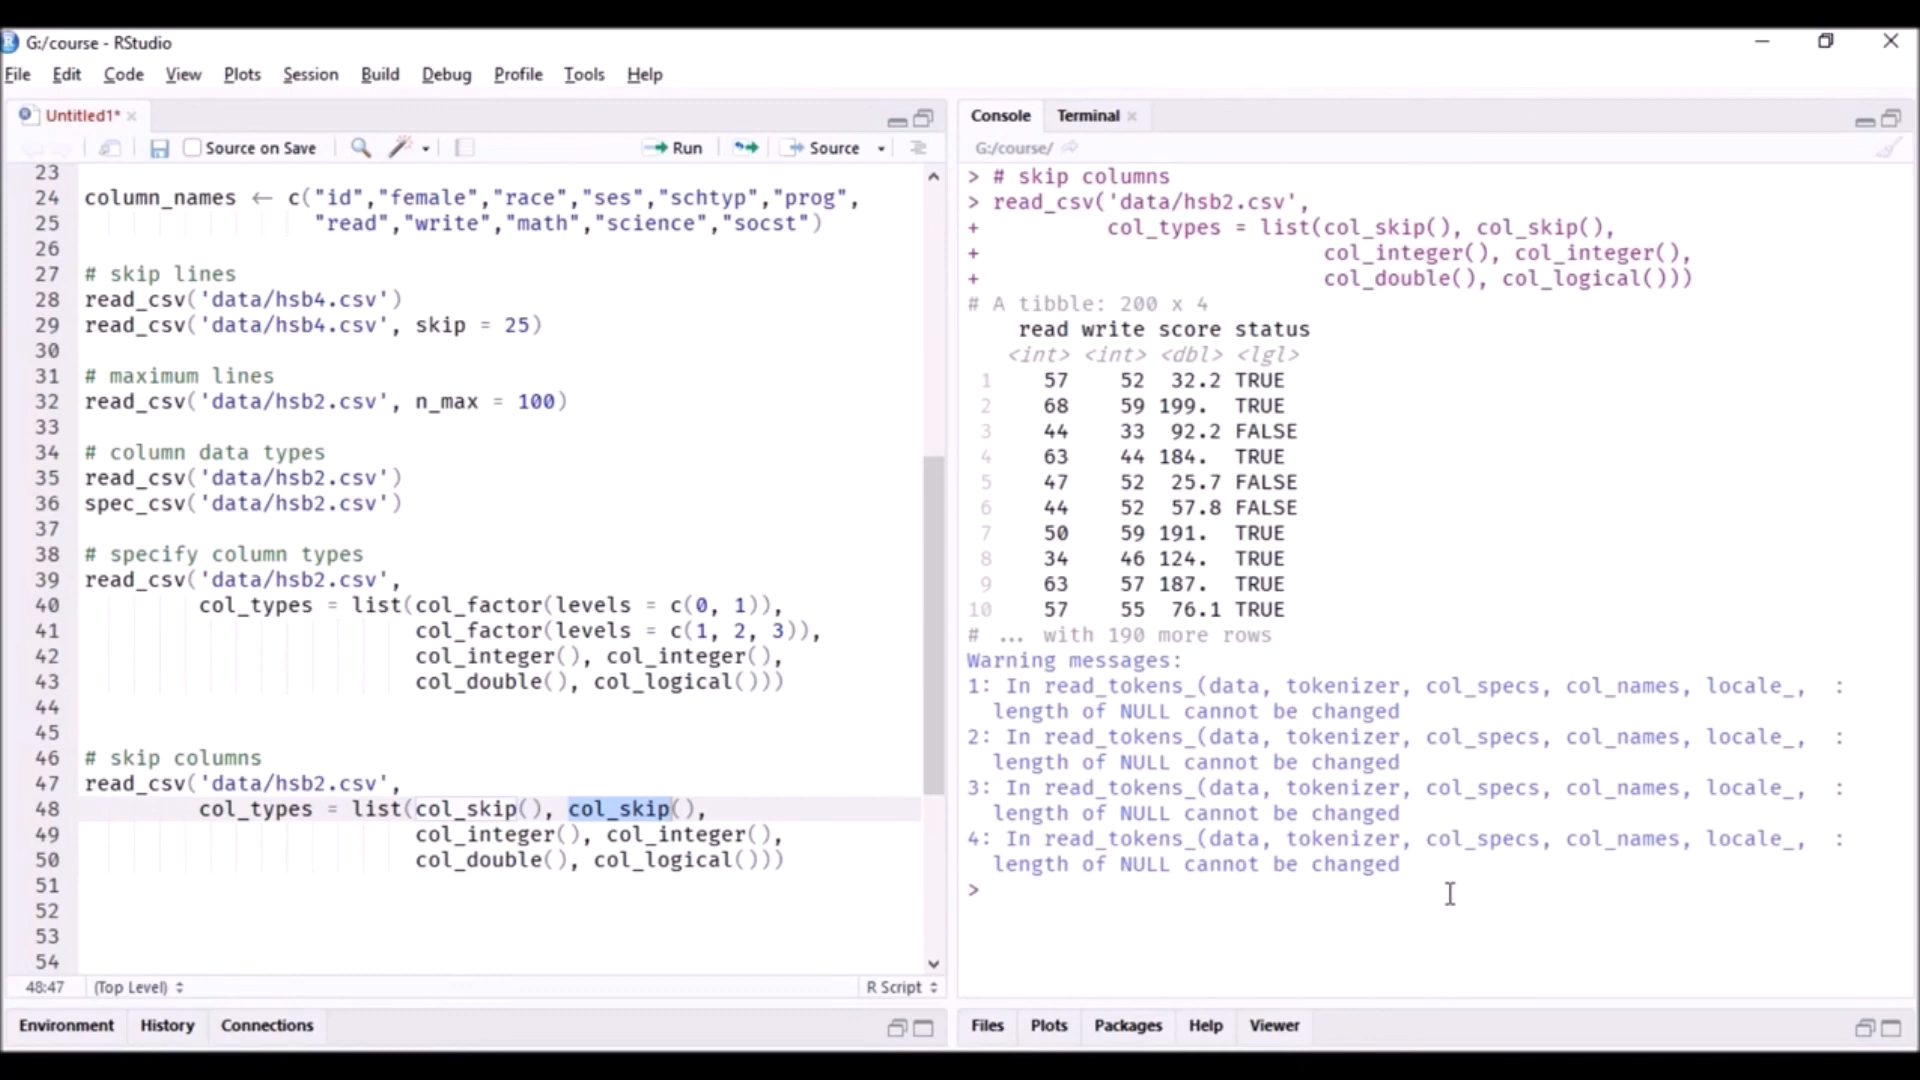 G:/course - RStudio
File Edit Code View Plots Session Build Debug Profile Tools Help
Untitled1*
Source on Save Run Source
23
24 column_names ← c("id","female","race","ses","schtyp","prog",
25 "read","write","math","science","socst")
26
27 # skip lines
28 read_csv('data/hsb4.csv')
29 read_csv('data/hsb4.csv', skip = 25)
30
31 # maximum lines
32 read_csv('data/hsb2.csv', n_max = 100)
33
34 # column data types
35 read_csv('data/hsb2.csv')
36 spec_csv('data/hsb2.csv')
37
38 # specify column types
39 read_csv('data/hsb2.csv',
40 col_types = list(col_factor(levels = c(0, 1)),
41 col_factor(levels = c(1, 2, 3)),
42 col_integer(), col_integer(),
43 col_double(), col_logical()))
44
45
46 # skip columns
47 read_csv('data/hsb2.csv',
48 col_types = list(col_skip(), col_skip(),
49 col_integer(), col_integer(),
50 col_double(), col_logical()))
51
52
53
54
48:47 (Top Level) R Script
Environment History Connections
Console Terminal
G:/course/
> # skip columns
> read_csv('data/hsb2.csv',
+ col_types = list(col_skip(), col_skip(),
+ col_integer(), col_integer(),
+ col_double(), col_logical()))
# A tibble: 200 x 4
read write score status
<int> <int> <dbl> <lgl>
1 57 52 32.2 TRUE
2 68 59 199. TRUE
3 44 33 92.2 FALSE
4 63 44 184. TRUE
5 47 52 25.7 FALSE
6 44 52 57.8 FALSE
7 50 59 191. TRUE
8 34 46 124. TRUE
9 63 57 187. TRUE
10 57 55 76.1 TRUE
# ... with 190 more rows
Warning messages:
1: In read_tokens_(data, tokenizer, col_specs, col_names, locale_, :
length of NULL cannot be changed
2: In read_tokens_(data, tokenizer, col_specs, col_names, locale_, :
length of NULL cannot be changed
3: In read_tokens_(data, tokenizer, col_specs, col_names, locale_, :
length of NULL cannot be changed
4: In read_tokens_(data, tokenizer, col_specs, col_names, locale_, :
length of NULL cannot be changed
>
Files Plots Packages Help Viewer